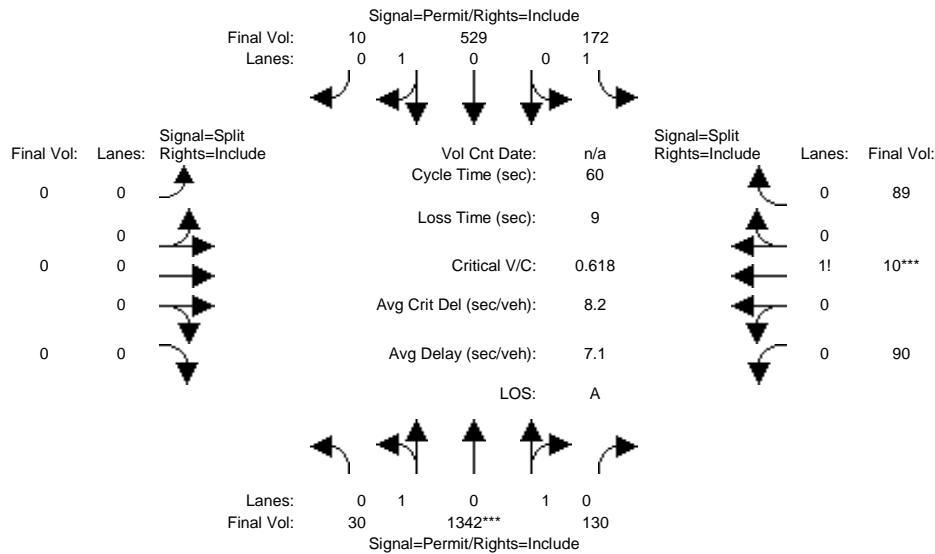 Signal=Permit/Rights=Include
Final Vol: 10 529 172
Lanes: 0 1 0 0 1
Signal=Split
Final Vol: Lanes: Rights=Include
Vol Cnt Date: n/a
Signal=Split
Rights=Include Lanes: Final Vol:
Cycle Time (sec): 60
0 0
0 89
Loss Time (sec): 9
0
0
0 0
Critical V/C: 0.618
1! 10***
0
Avg Crit Del (sec/veh): 8.2
0
0 0
Avg Delay (sec/veh): 7.1
0 90
LOS: A
Lanes: 0 1 0 1 0
Final Vol: 30 1342*** 130
Signal=Permit/Rights=Include